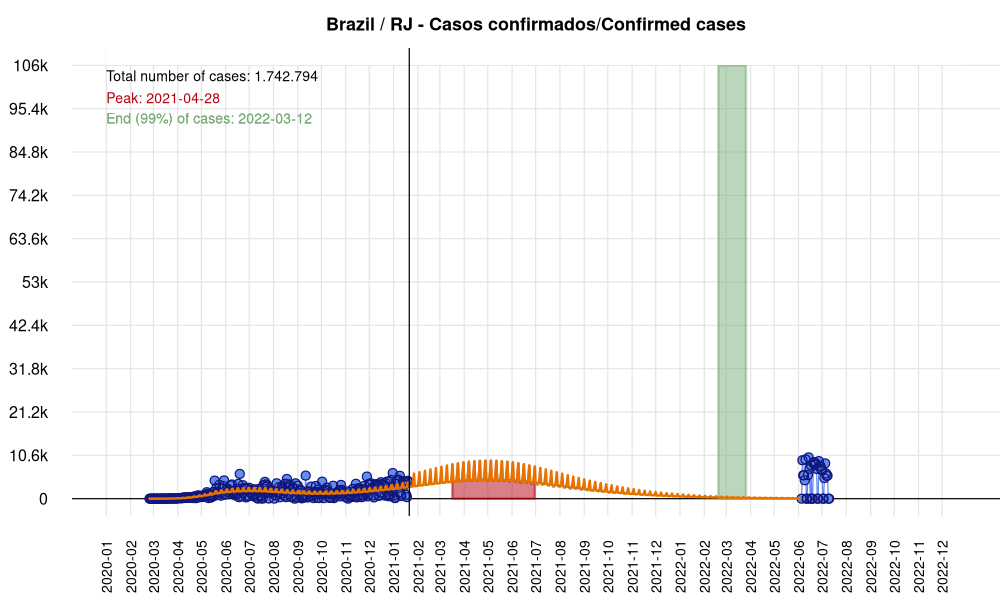 Brazil / RJ - Casos confirmados/Confirmed cases
106k
Total number of cases: 1.742.794
Peak: 2021-04-28
End (99%) of cases: 2022-03-12
95.4k
84.8k
74.2k
63.6k
53k
42.4k
31.8k
21.2k
10.6k
0
2020-01
2020-02
2020-03
2020-04
2020-05
2020-06
2020-07
2020-08
2020-09
2020-10
2020-11
2020-12
2021-01
2021-02
2021-03
2021-04
2021-05
2021-06
2021-07
2021-08
2021-09
2021-10
2021-11
2021-12
2022-01
2022-02
2022-03
2022-04
2022-05
2022-06
2022-07
2022-08
2022-09
2022-10
2022-11
2022-12